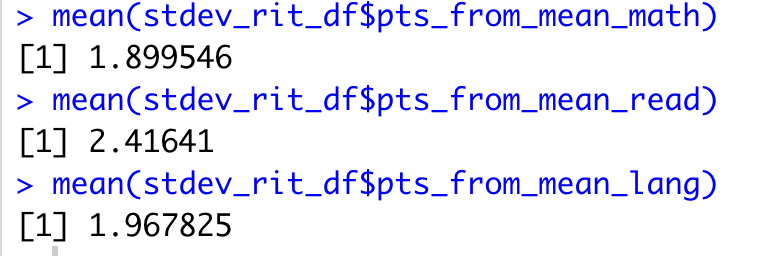 > mean(stdev_rit_df$pts_from_mean_math)
[1] 1.899546
> mean(stdev_rit_df$pts_from_mean_read)
[1] 2.41641
> mean(stdev_rit_df$pts_from_mean_lang)
[1] 1.967825